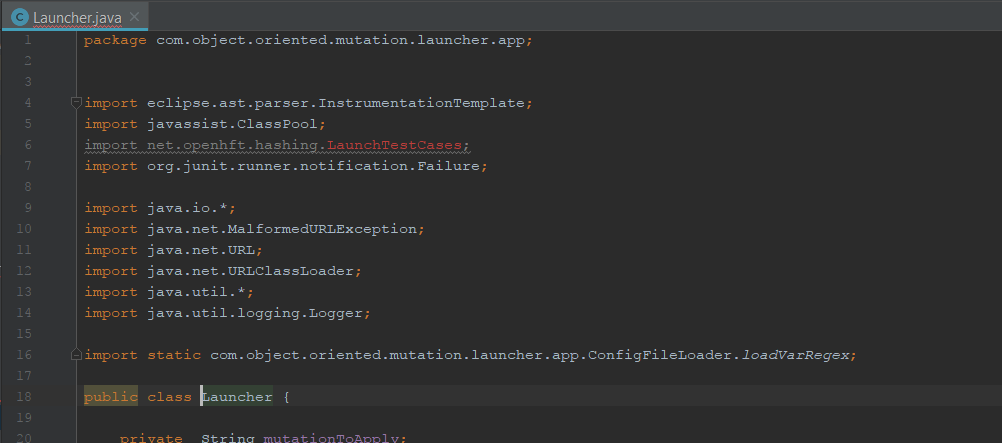 Launcher.java
1 package com.object.oriented.mutation.launcher.app;
2
3
4 import eclipse.ast.parser.InstrumentationTemplate;
5 import javassist.ClassPool;
6 import net.openhft.hashing.LaunchTestCases;
7 import org.junit.runner.notification.Failure;
8
9 import java.io.*;
10 import java.net.MalformedURLException;
11 import java.net.URL;
12 import java.net.URLClassLoader;
13 import java.util.*;
14 import java.util.logging.Logger;
15
16 import static com.object.oriented.mutation.launcher.app.ConfigFileLoader.loadVarRegex;
17
18 public class Launcher {
19
20 private String mutationToApply;